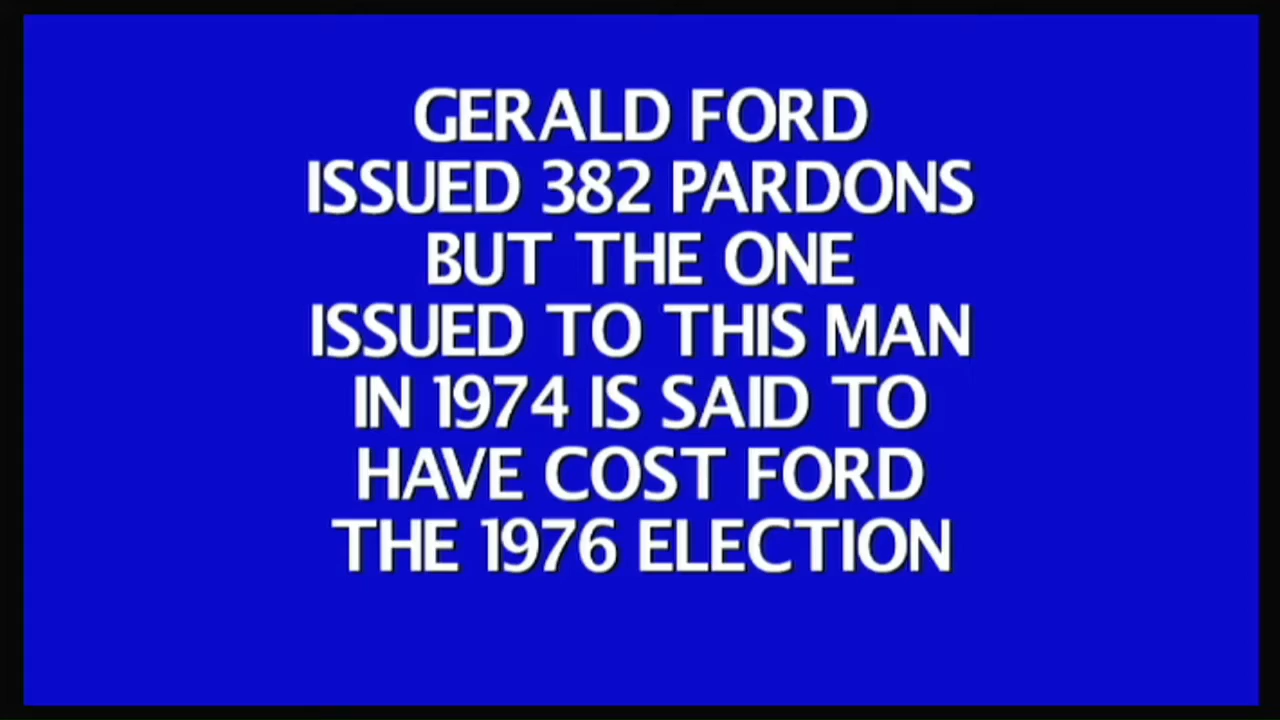 GERALD FORD
ISSUED 382 PARDONS
BUT THE ONE
ISSUED TO THIS MAN
IN 1974 IS SAID TO
HAVE COST FORD
THE 1976 ELECTION